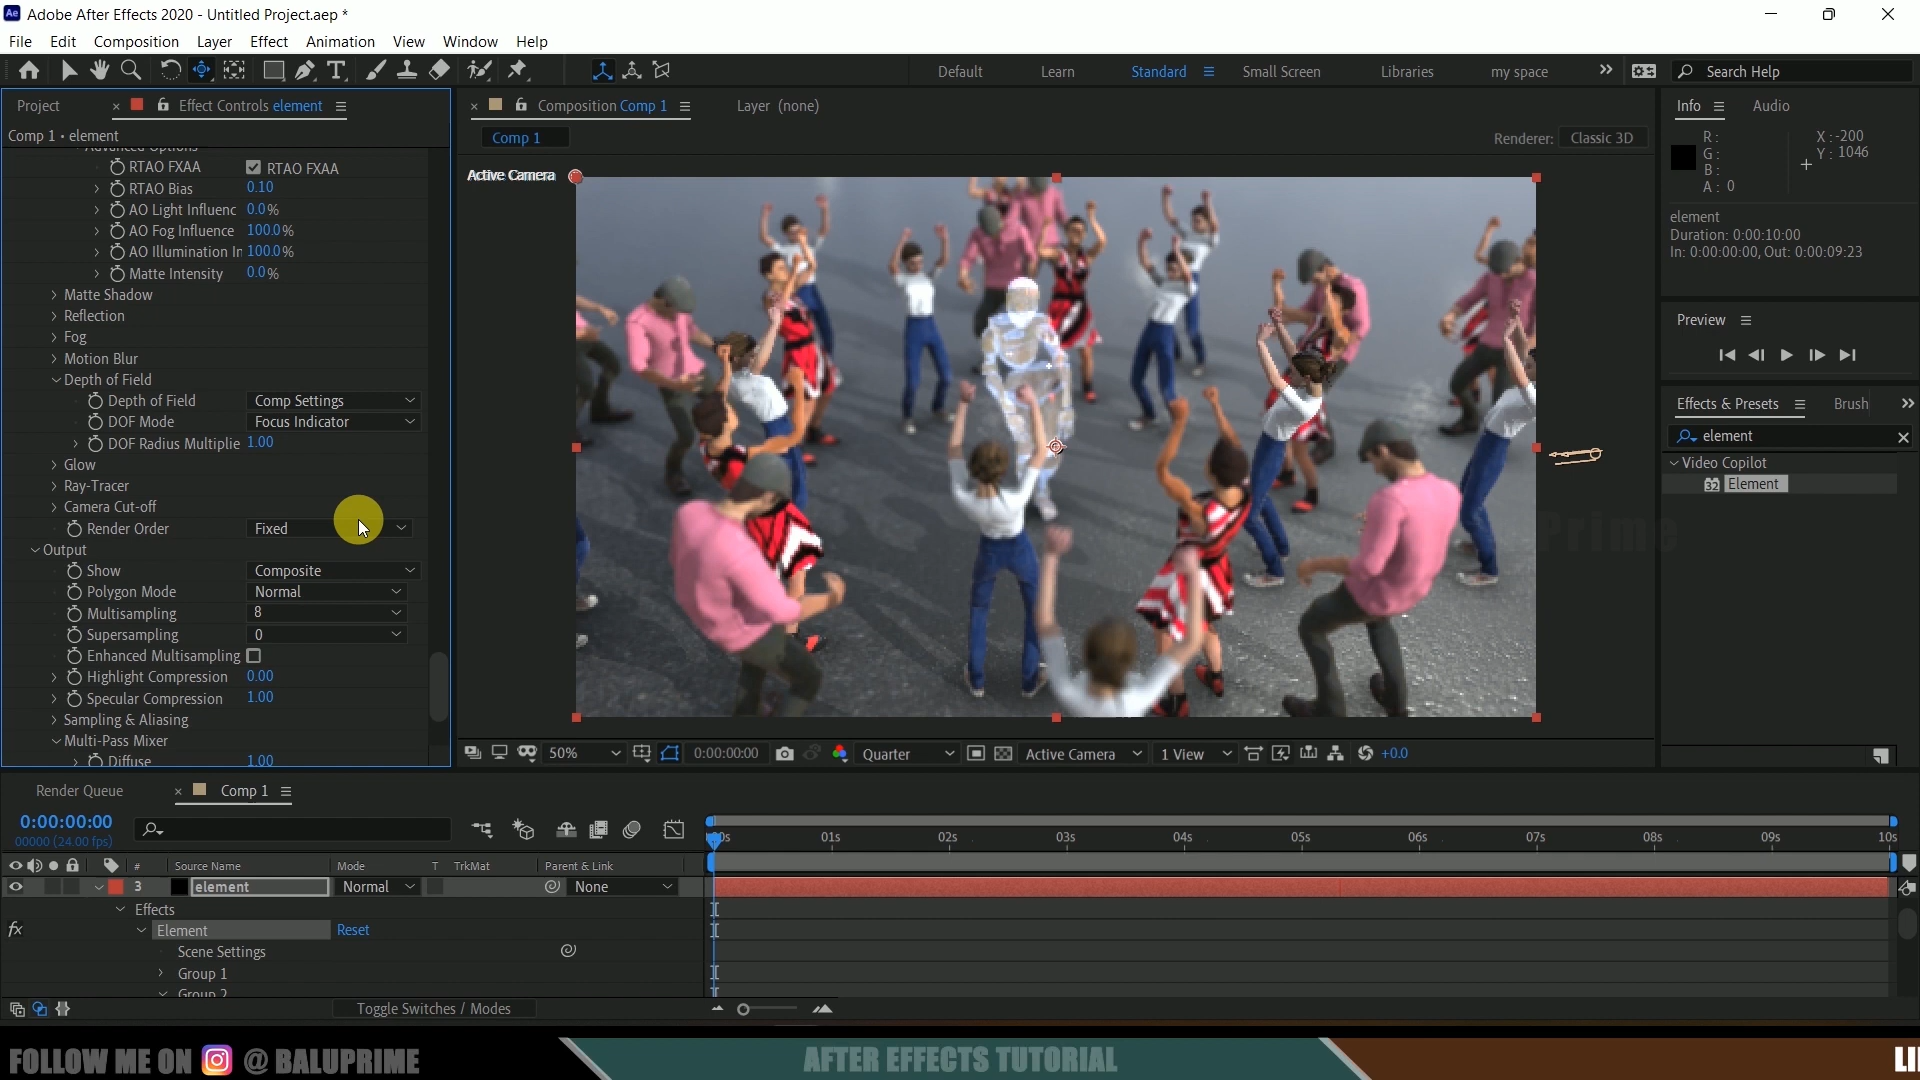 Ae Adobe After Effects 2020 - Untitled Project.aep *
File Edit Composition Layer Effect Animation View Window Help
Default Learn Standard Small Screen Libraries my space Search Help
Project Effect Controls element
Comp 1 • element
Advanced Options
RTAO FXAA RTAO FXAA
RTAO Bias 0.10
AO Light Influenc 0.0%
AO Fog Influence 100.0%
AO Illumination In 100.0%
Matte Intensity 0.0%
Matte Shadow
Reflection
Fog
Motion Blur
Depth of Field
Depth of Field Comp Settings
DOF Mode Focus Indicator
DOF Radius Multiplie 1.00
Glow
Ray-Tracer
Camera Cut-off
Render Order Fixed
Output
Show Composite
Polygon Mode Normal
Multisampling 8
Supersampling 0
Enhanced Multisampling
Highlight Compression 0.00
Specular Compression 1.00
Sampling & Aliasing
Multi-Pass Mixer
Diffuse 1.00
Composition Comp 1 Layer (none)
Comp 1 Renderer: Classic 3D
Active Camera
Prime
50% 0:00:00:00 Quarter Active Camera 1 View +0.0
Info Audio
R: X: -200
G: Y: 1046
B:
A: 0
element
Duration: 0:00:10:00
In: 0:00:00:00, Out: 0:00:09:23
Preview
Effects & Presets Brush
element
Video Copilot
32 Element
Render Queue Comp 1
0:00:00:00
00000 (24.00 fps)
00s 01s 02s 03s 04s 05s 06s 07s 08s 09s 10s
# Source Name Mode T TrkMat Parent & Link
3 element Normal None
Effects
fx Element Reset
Scene Settings
Group 1
Group 2
Toggle Switches / Modes
FOLLOW ME ON @ BALUPRIME AFTER EFFECTS TUTORIAL LI